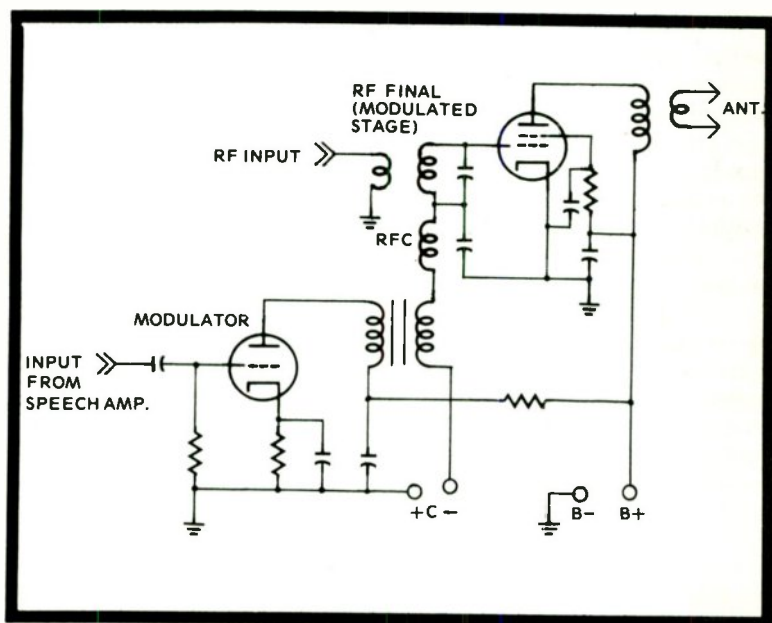 RF FINAL
(MODULATED
STAGE)
ANT.
RF INPUT
RFC
MODULATOR
INPUT
FROM
SPEECH AMP.
+C -
B- B+